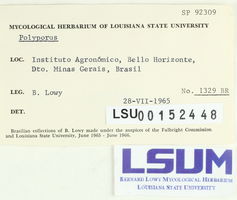 SP 92309
MYCOLOGICAL HERBARIUM OF LOUISIANA STATE UNIVERSITY
Polyporus
LOC. Instituto Agronômico, Bello Horizonte,
Dto. Minas Gerais, Brasil
LEG. B. Lowy No. 1329 BR
28-VII-1965
DET. LSU00152448
Brazilian collections of B. Lowy made under the auspices of the Fulbright Commission
and Louisiana State University, June 1965 - June 1966.
LSUM
BERNARD LOWY MYCOLOGICAL HERBARIUM
LOUISIANA STATE UNIVERSITY